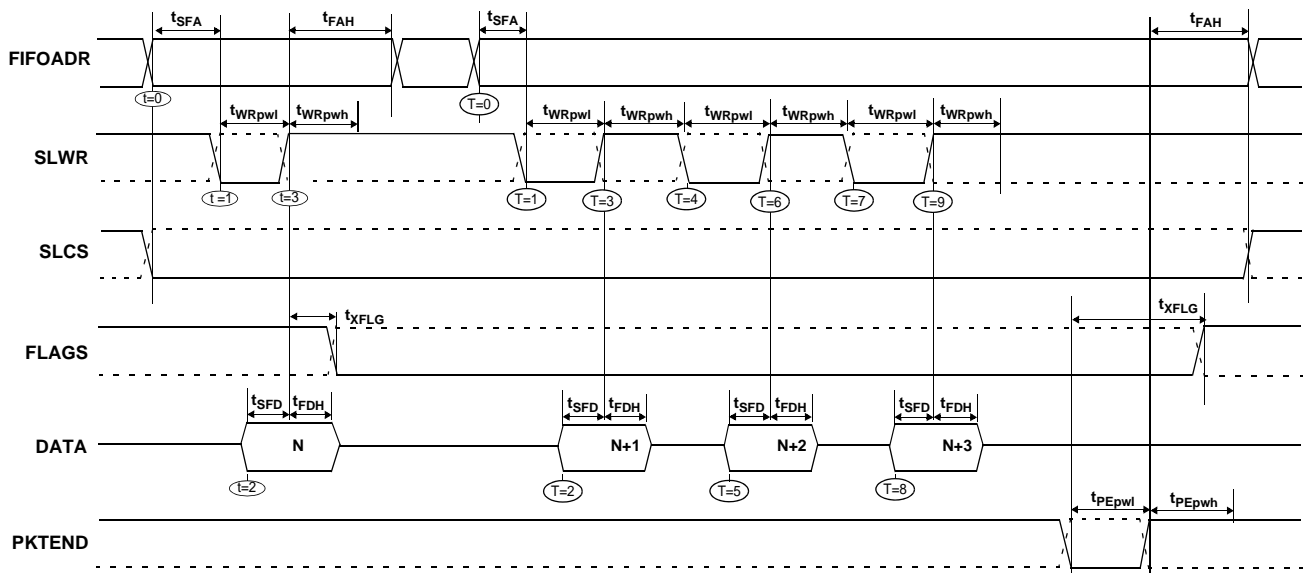 tSFA tFAH tSFA tFAH
FIFOADR
t=0 T=0
tWRpwl tWRpwh tWRpwl tWRpwh tWRpwl tWRpwh tWRpwl tWRpwh
SLWR
t=1 t=3 T=1 T=3 T=4 T=6 T=7 T=9
SLCS
tXFLG tXFLG
FLAGS
tSFD tFDH tSFD tFDH tSFD tFDH tSFD tFDH
DATA N N+1 N+2 N+3
t=2 T=2 T=5 T=8
tPEpwl tPEpwh
PKTEND